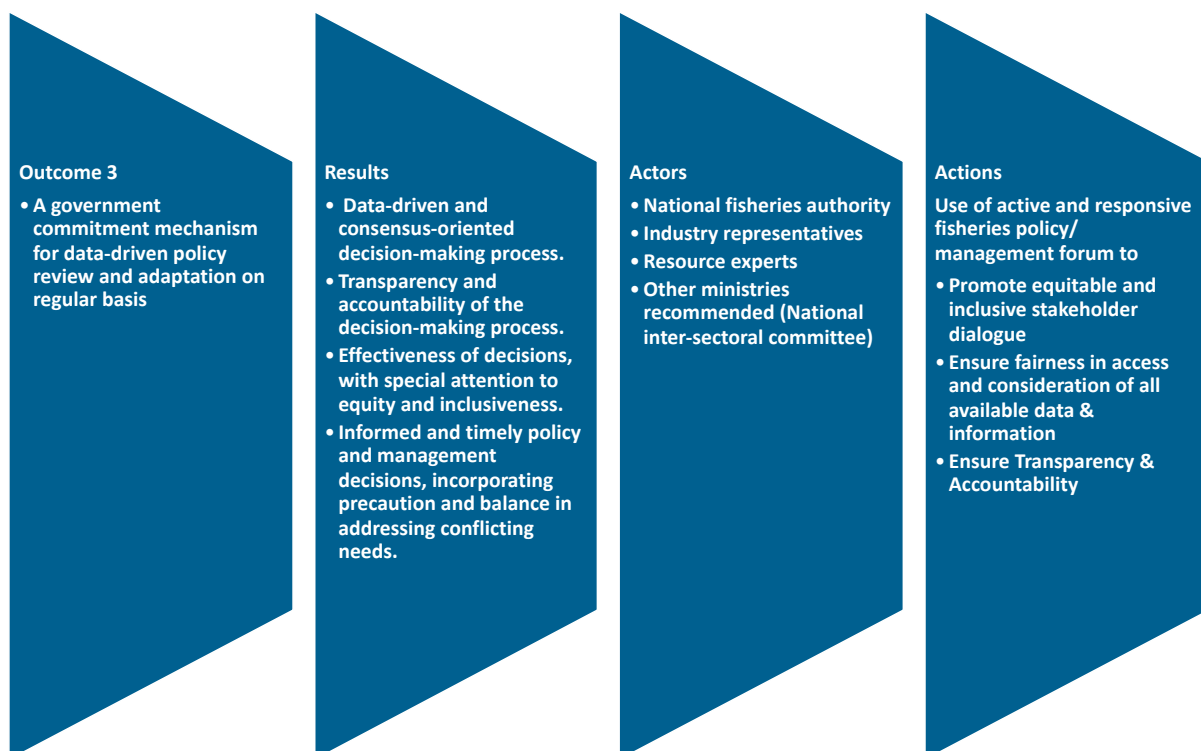 Outcome 3
• A government
commitment mechanism
for data-driven policy
review and adaptation on
regular basis
Results
• Data-driven and
consensus-oriented
decision-making process.
• Transparency and
accountability of the
decision-making process.
• Effectiveness of decisions,
with special attention to
equity and inclusiveness.
• Informed and timely policy
and management
decisions, incorporating
precaution and balance in
addressing conflicting
needs.
Actors
• National fisheries authority
• Industry representatives
• Resource experts
• Other ministries
recommended (National
inter-sectoral committee)
Actions
Use of active and responsive
fisheries policy/
management forum to
• Promote equitable and
inclusive stakeholder
dialogue
• Ensure fairness in access
and consideration of all
available data &
information
• Ensure Transparency &
Accountability